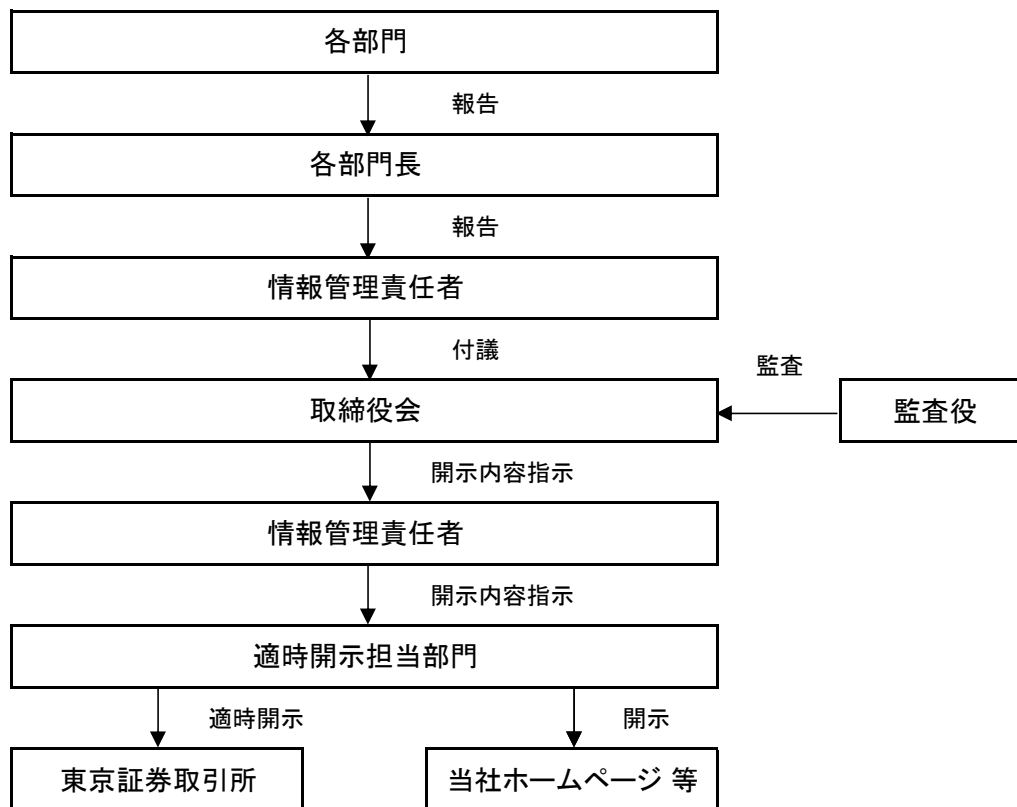 各部門
報告
各部門長
報告
情報管理責任者
付議
監査
取締役会
監査役
開示内容指示
情報管理責任者
開示内容指示
適時開示担当部門
適時開示
開示
東京証券取引所
当社ホームページ 等